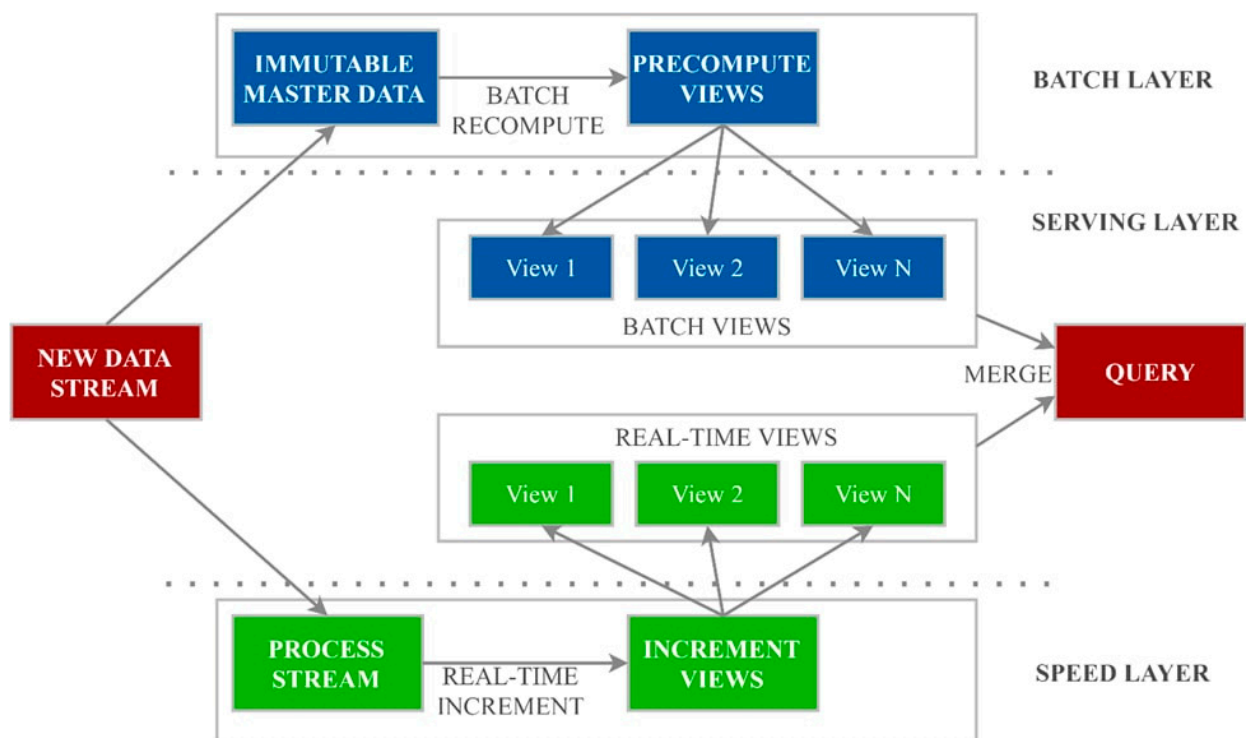 IMMUTABLE
MASTER DATA
BATCH
RECOMPUTE
PRECOMPUTE
VIEWS
BATCH LAYER
SERVING LAYER
View 1
View 2
View N
BATCH VIEWS
NEW DATA
STREAM
MERGE
QUERY
REAL-TIME VIEWS
View 1
View 2
View N
PROCESS
STREAM
REAL-TIME
INCREMENT
INCREMENT
VIEWS
SPEED LAYER